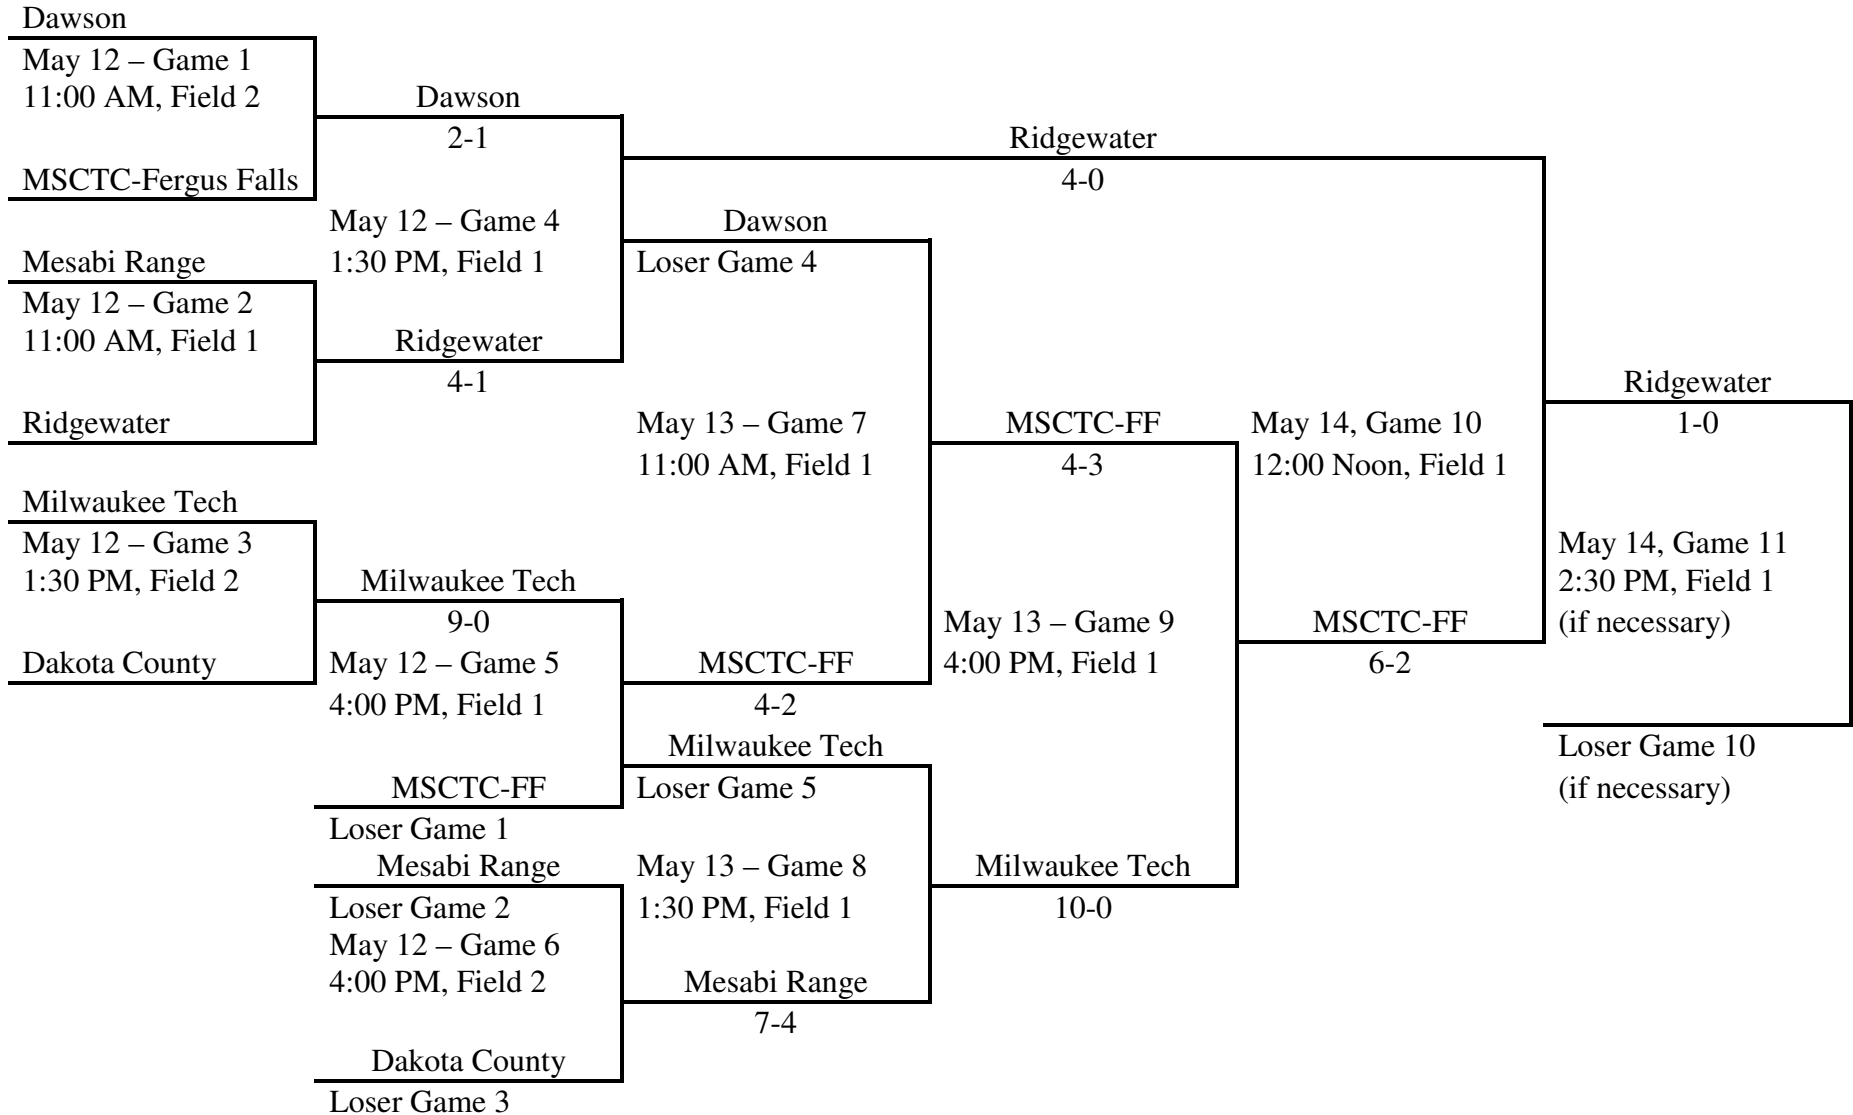 Dawson
May 12 – Game 1
11:00 AM, Field 2
MSCTC-Fergus Falls
Mesabi Range
May 12 – Game 2
11:00 AM, Field 1
Ridgewater
Milwaukee Tech
May 12 – Game 3
1:30 PM, Field 2
Dakota County
Dawson
2-1
May 12 – Game 4
1:30 PM, Field 1
Ridgewater
4-1
Milwaukee Tech
9-0
May 12 – Game 5
4:00 PM, Field 1
MSCTC-FF
Loser Game 1
Mesabi Range
Loser Game 2
May 12 – Game 6
4:00 PM, Field 2
Dakota County
Loser Game 3
Ridgewater
4-0
Dawson
Loser Game 4
May 13 – Game 7
11:00 AM, Field 1
MSCTC-FF
4-2
Milwaukee Tech
Loser Game 5
May 13 – Game 8
1:30 PM, Field 1
Mesabi Range
7-4
MSCTC-FF
4-3
May 13 – Game 9
4:00 PM, Field 1
Milwaukee Tech
10-0
May 14, Game 10
12:00 Noon, Field 1
MSCTC-FF
6-2
Ridgewater
1-0
May 14, Game 11
2:30 PM, Field 1
(if necessary)
Loser Game 10
(if necessary)